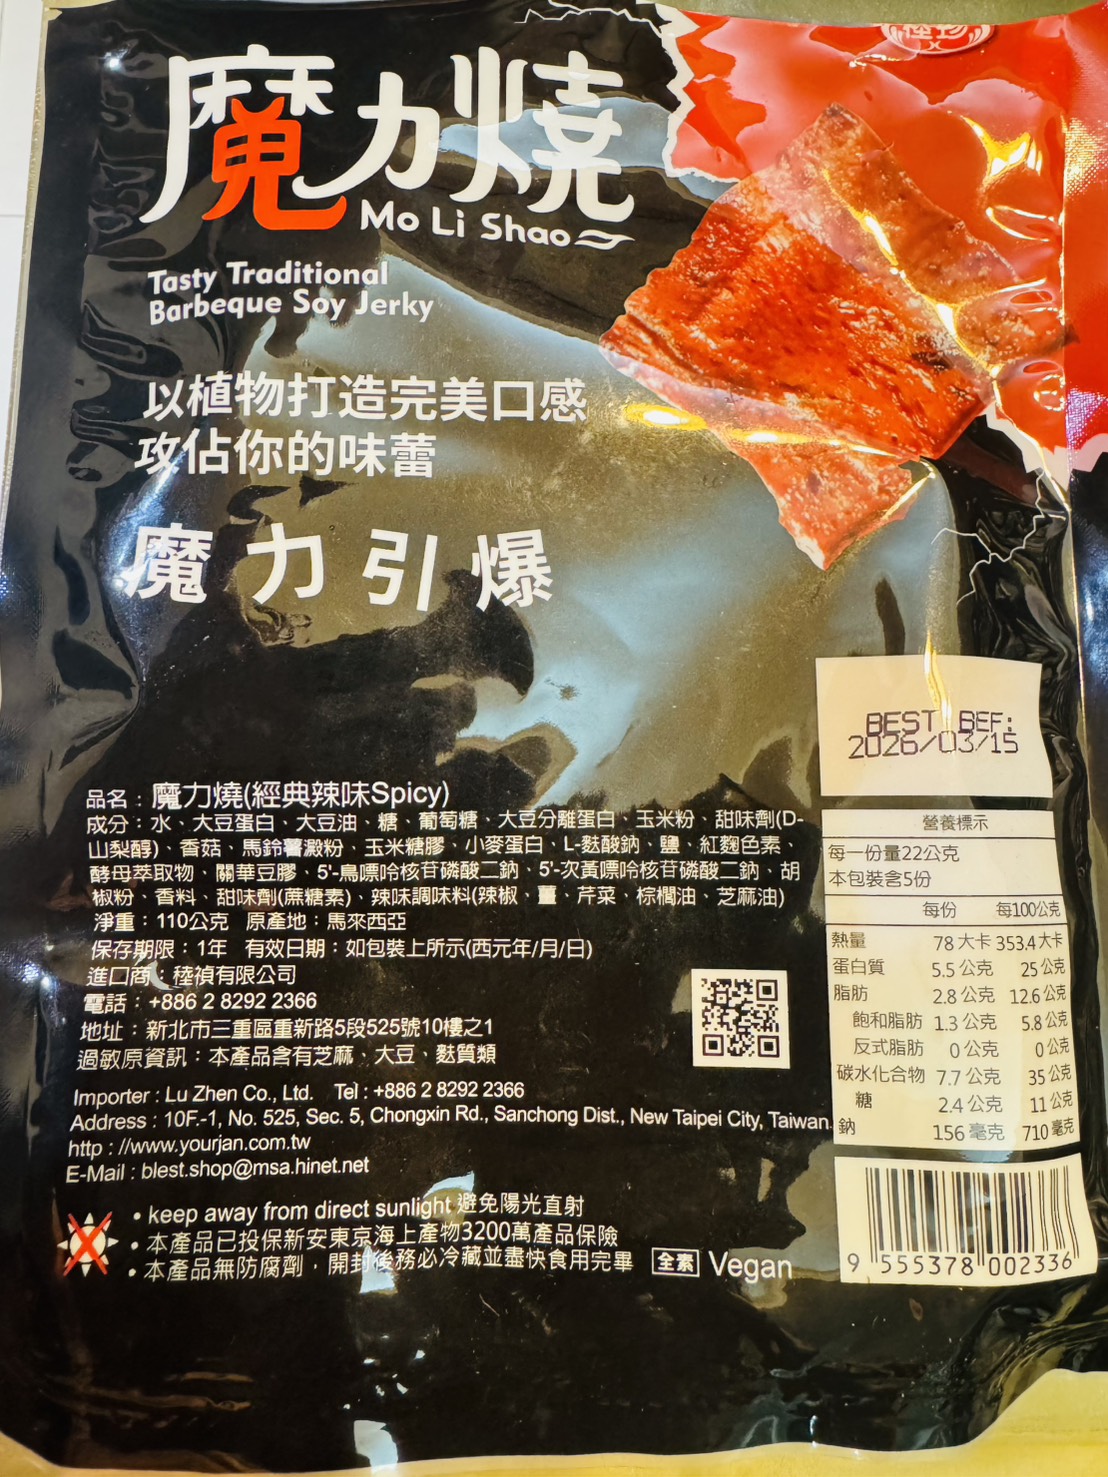 魔力燒
Mo Li Shao
Tasty Traditional
Barbeque Soy Jerky
以植物打造完美口感
攻佔你的味蕾
魔力引爆
BEST BEF:
2026/03/15
品名：魔力燒(經典辣味Spicy)
成分：水、大豆蛋白、大豆油、糖、葡萄糖、大豆分離蛋白、玉米粉、甜味劑(D-
山梨醇)、香菇、馬鈴薯澱粉、玉米糖膠、小麥蛋白、L-麩酸鈉、鹽、紅麴色素、
酵母萃取物、關華豆膠、5'-鳥嘌呤核苷磷酸二鈉、5'-次黃嘌呤核苷磷酸二鈉、胡
椒粉、香料、甜味劑(蔗糖素)、辣味調味料(辣椒、薑、芹菜、棕櫚油、芝麻油)
淨重：110公克 原產地：馬來西亞
保存期限：1年 有效日期：如包裝上所示(西元年/月/日)
進口商：稑禎有限公司
電話：+886 2 8292 2366
地址：新北市三重區重新路5段525號10樓之1
過敏原資訊：本產品含有芝麻、大豆、麩質類
Importer : Lu Zhen Co., Ltd. Tel : +886 2 8292 2366
Address : 10F.-1, No. 525, Sec. 5, Chongxin Rd., Sanchong Dist., New Taipei City, Taiwan.
http : //www.yourjan.com.tw
E-Mail : blest.shop@msa.hinet.net
• keep away from direct sunlight 避免陽光直射
• 本產品已投保新安東京海上產物3200萬產品保險
• 本產品無防腐劑，開封後務必冷藏並盡快食用完畢
全素 Vegan
營養標示
每一份量22公克
本包裝含5份
每份 每100公克
熱量 78 大卡 353.4 大卡
蛋白質 5.5 公克 25 公克
脂肪 2.8 公克 12.6 公克
飽和脂肪 1.3 公克 5.8 公克
反式脂肪 0 公克 0 公克
碳水化合物 7.7 公克 35 公克
糖 2.4 公克 11 公克
鈉 156 毫克 710 毫克
9 555378 002336